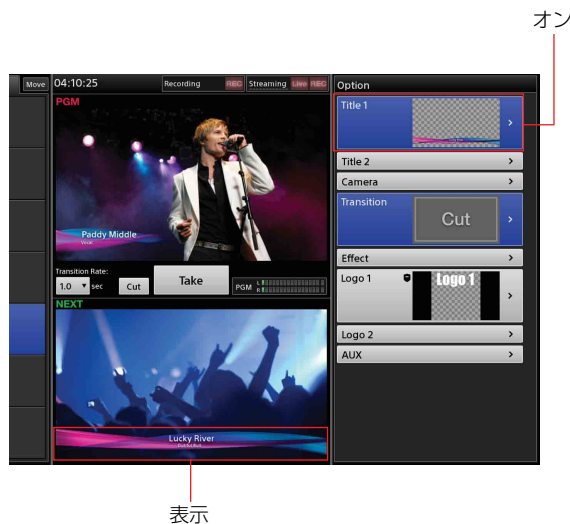 オン
Move
04:10:25
Recording
REC
Streaming
Live
REC
Option
PGM
Title 1
Title 2
Camera
Transition
Cut
Effect
Logo 1
Logo 1
Logo 2
AUX
Paddy Middle
Vocal
Transition Rate:
1.0
sec
Cut
Take
PGM
L
R
NEXT
Lucky River
表示